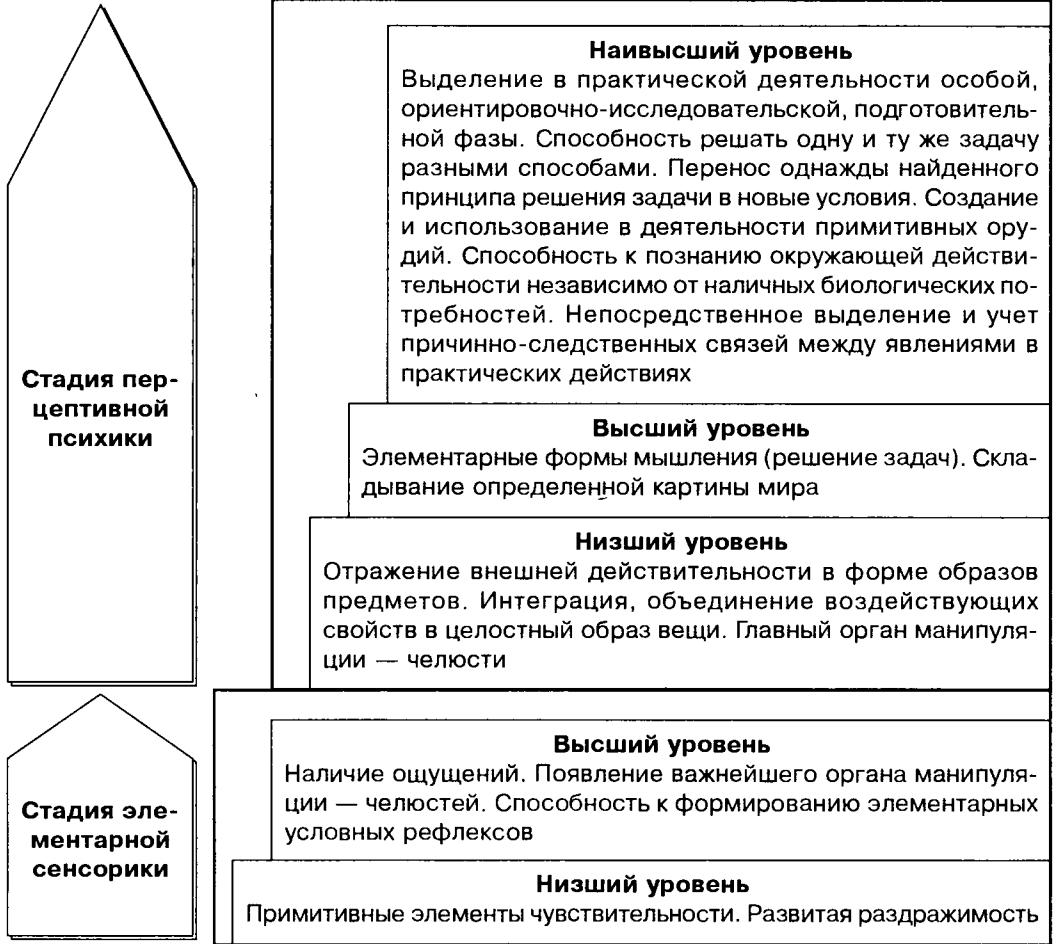 Наивысший уровень
Выделение в практической деятельности особой,
ориентировочно-исследовательской, подготовитель-
ной фазы. Способность решать одну и ту же задачу
разными способами. Перенос однажды найденного
принципа решения задачи в новые условия. Создание
и использование в деятельности примитивных ору-
дий. Способность к познанию окружающей действи-
тельности независимо от наличных биологических по-
требностей. Непосредственное выделение и учет
причинно-следственных связей между явлениями в
практических действиях
Стадия пер-
цептивной
психики
Высший уровень
Элементарные формы мышления (решение задач). Скла-
дывание определенной картины мира
Низший уровень
Отражение внешней действительности в форме образов
предметов. Интеграция, объединение воздействующих
свойств в целостный образ вещи. Главный орган манипуля-
ции — челюсти
Высший уровень
Наличие ощущений. Появление важнейшего органа манипуля-
ции — челюстей. Способность к формированию элементарных
условных рефлексов
Стадия эле-
ментарной
сенсорики
Низший уровень
Примитивные элементы чувствительности. Развитая раздражимость